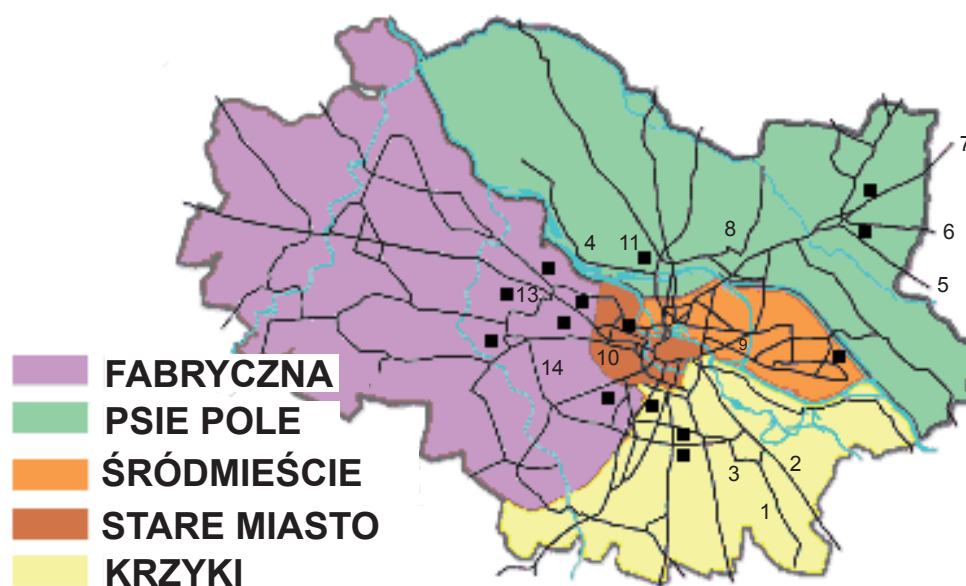 7
8
11
4
6
5
13
9
10
14
FABRYCZNA
PSIE POLE
2
3
ŚRÓDMIEŚCIE
1
STARE MIASTO
KRZYKI